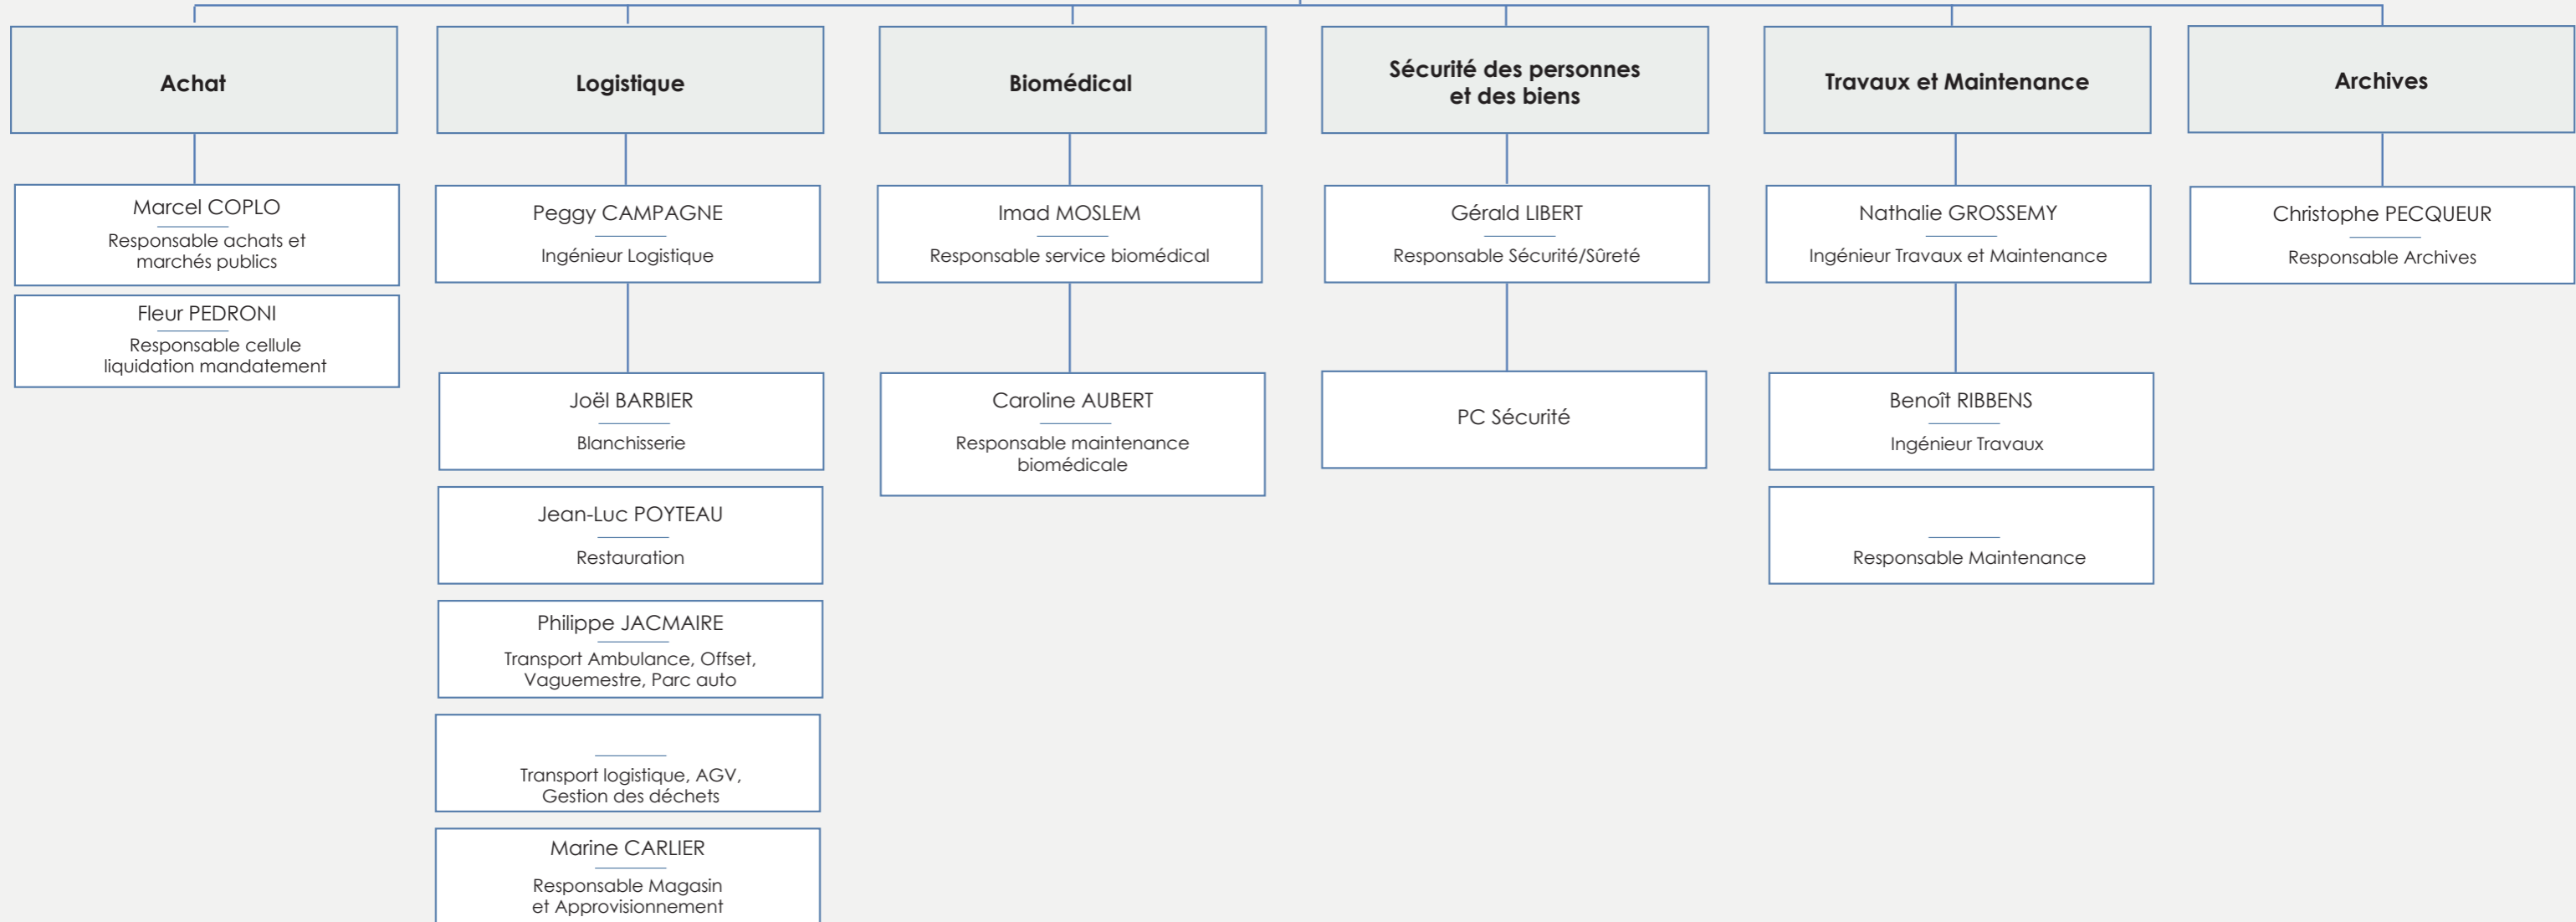 Achat
Marcel COPLO
Responsable achats et
marchés publics
Fleur PEDRONI
Responsable cellule
liquidation mandatement
Logistique
Peggy CAMPAGNE
Ingénieur Logistique
Joël BARBIER
Blanchisserie
Jean-Luc POYTEAU
Restauration
Philippe JACMAIRE
Transport Ambulance, Offset,
Vaguemestre, Parc auto
Transport logistique, AGV,
Gestion des déchets
Marine CARLIER
Responsable Magasin
et Approvisionnement
Biomédical
Imad MOSLEM
Responsable service biomédical
Caroline AUBERT
Responsable maintenance
biomédicale
Sécurité des personnes
et des biens
Gérald LIBERT
Responsable Sécurité/Sûreté
PC Sécurité
Travaux et Maintenance
Nathalie GROSSEMY
Ingénieur Travaux et Maintenance
Benoît RIBBENS
Ingénieur Travaux
Responsable Maintenance
Archives
Christophe PECQUEUR
Responsable Archives